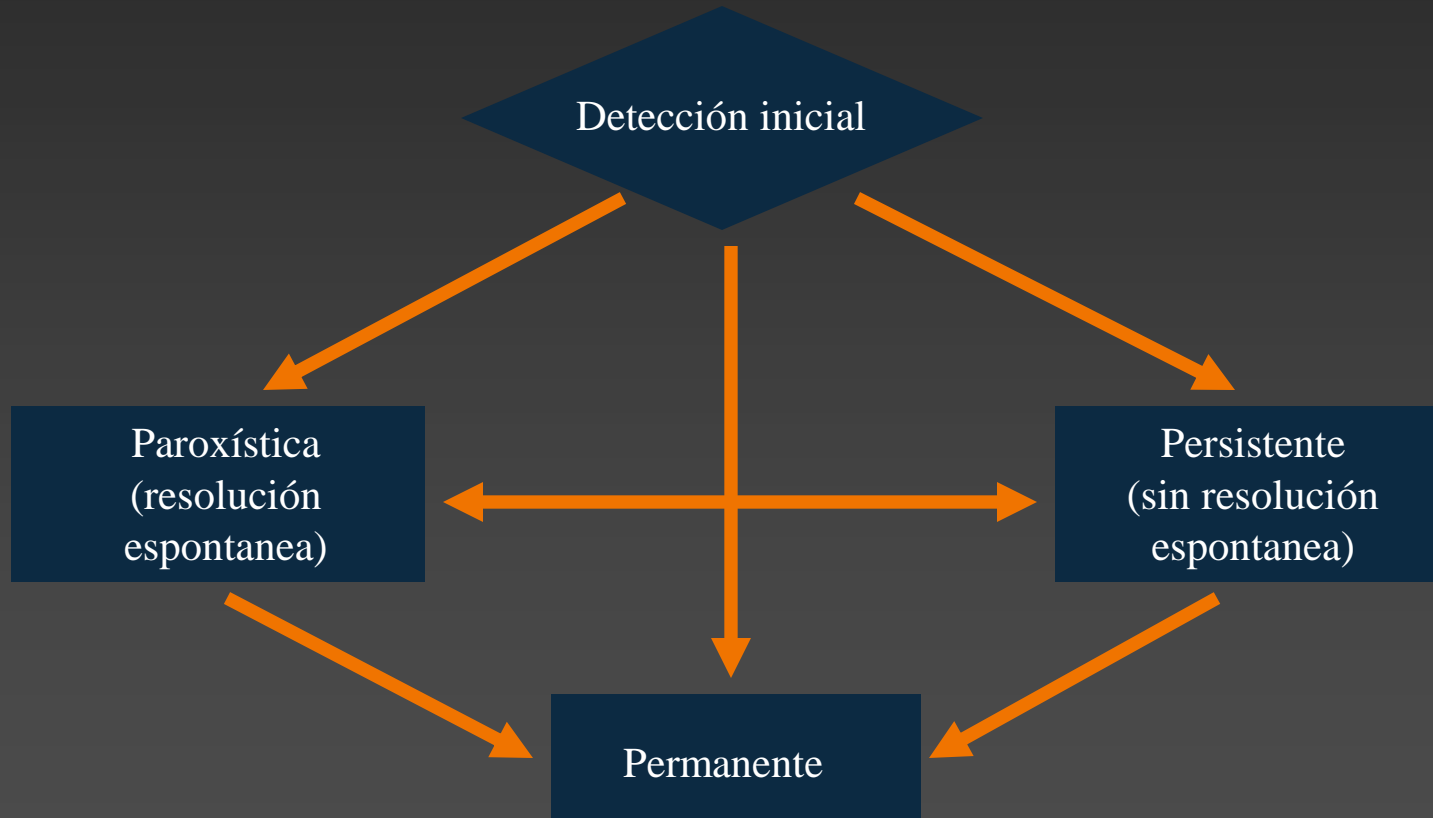 Detección inicial
Paroxística
(resolución
espontanea)
Persistente
(sin resolución
espontanea)
Permanente